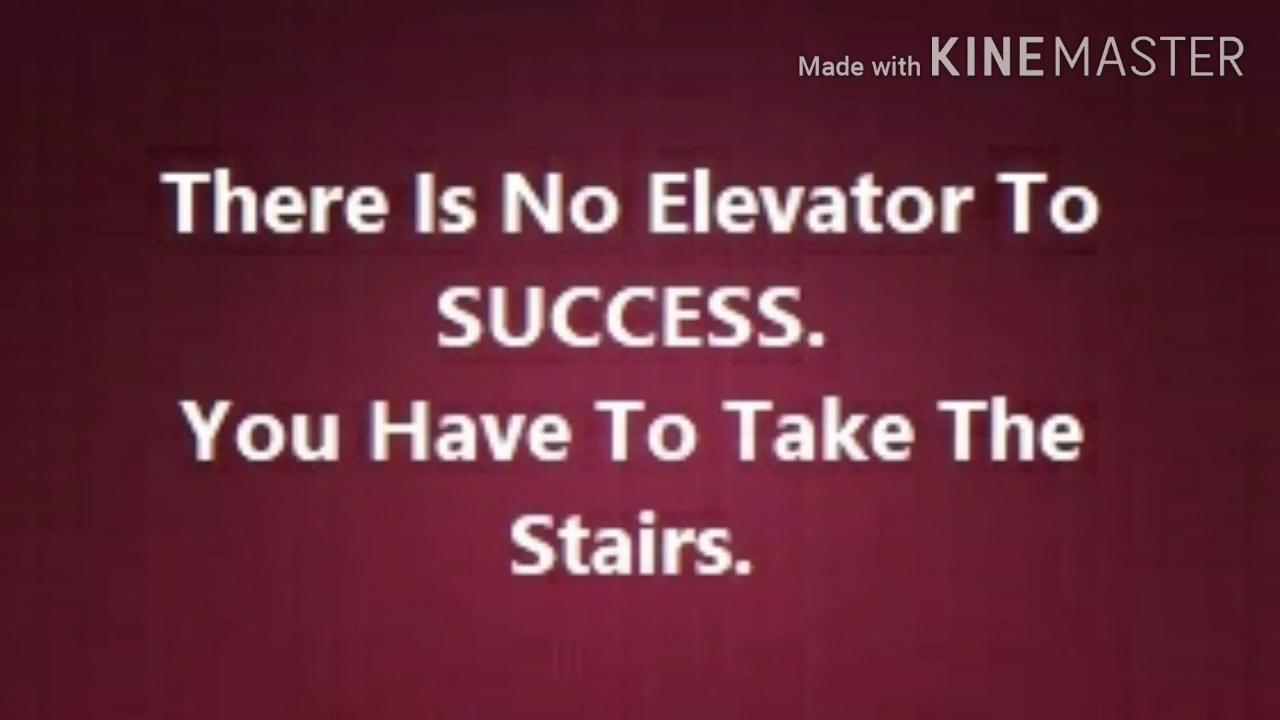 Made with KINEMASTER
There Is No Elevator To
SUCCESS.
You Have To Take The
Stairs.